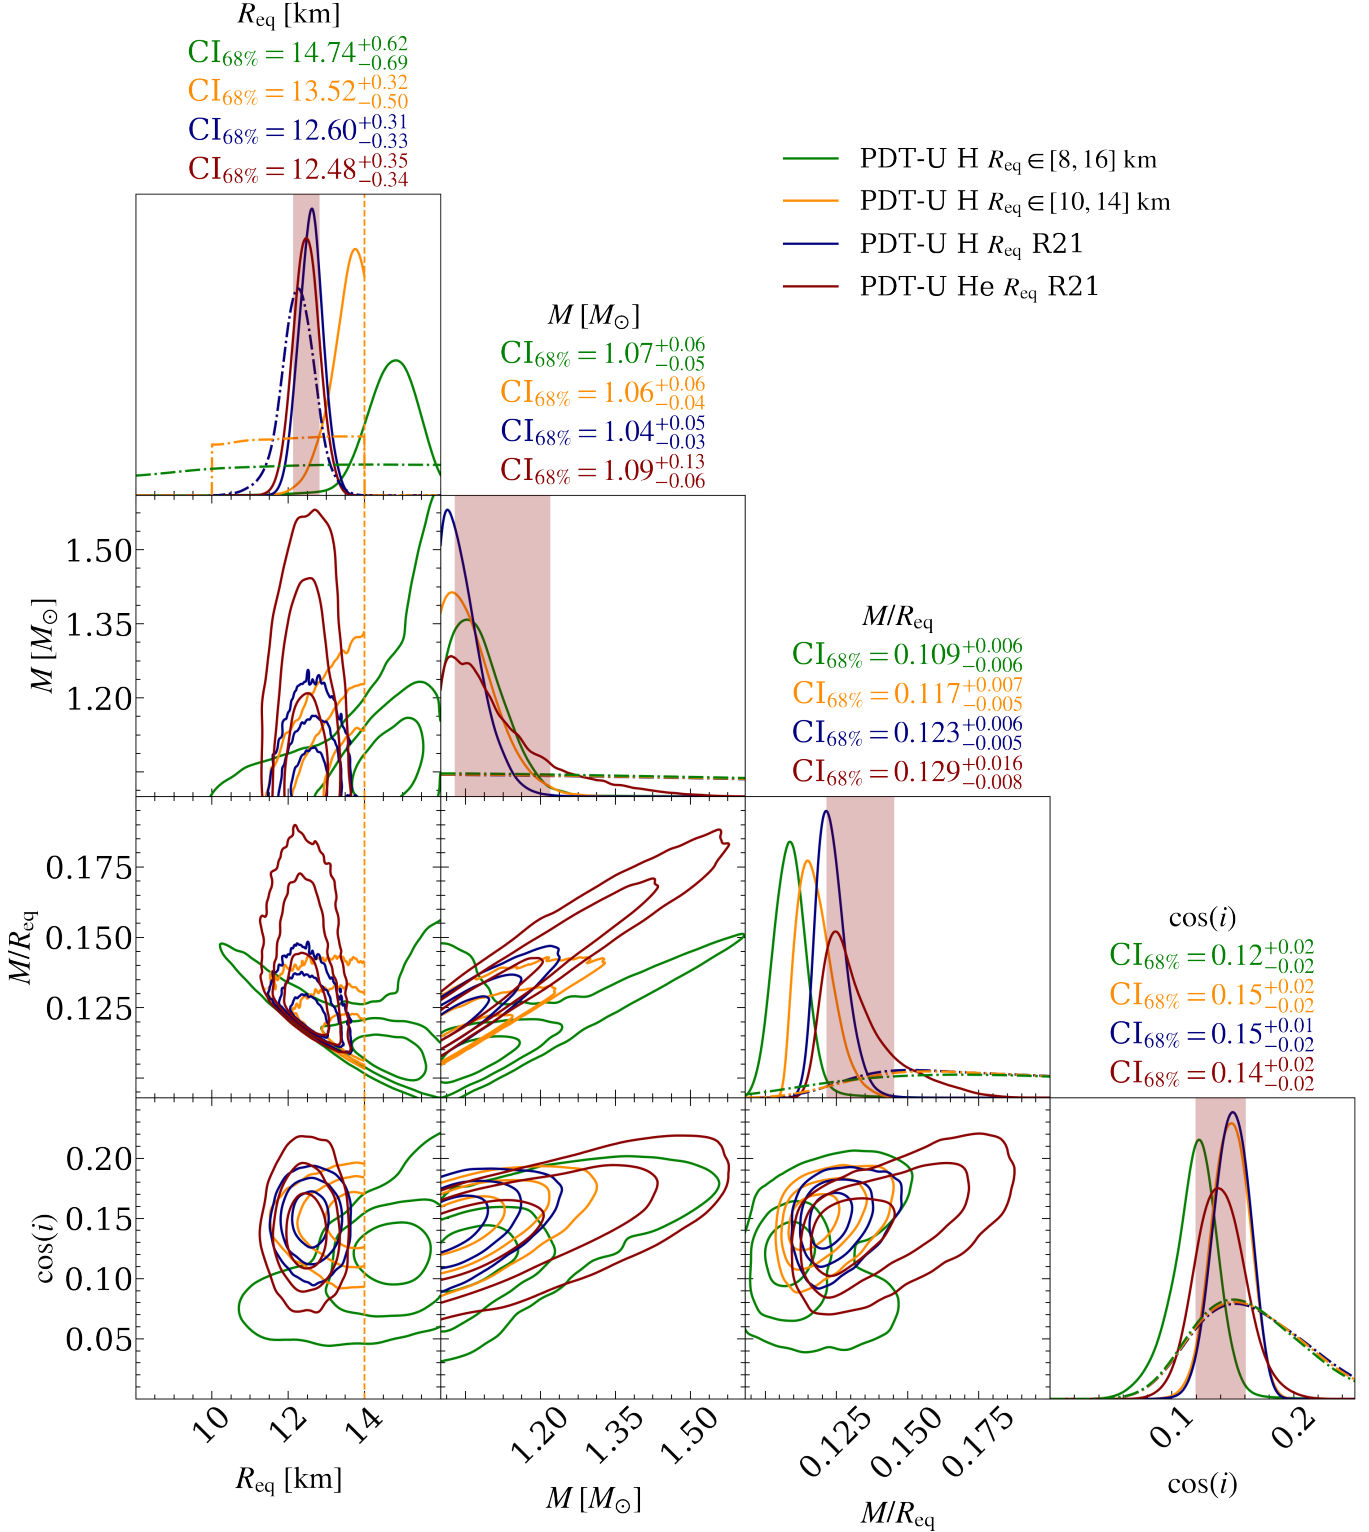 R_eq [km]
CI_68% = 14.74 +0.62 −0.69
CI_68% = 13.52 +0.32 −0.50
CI_68% = 12.60 +0.31 −0.33
CI_68% = 12.48 +0.35 −0.34
PDT-U H R_eq ∈ [8, 16] km
PDT-U H R_eq ∈ [10, 14] km
PDT-U H R_eq R21
PDT-U He R_eq R21
M [M_⊙]
CI_68% = 1.07 +0.06 −0.05
CI_68% = 1.06 +0.06 −0.04
CI_68% = 1.04 +0.05 −0.03
CI_68% = 1.09 +0.13 −0.06
1.50
1.35
1.20
M [M_⊙]
M/R_eq
CI_68% = 0.109 +0.006 −0.006
CI_68% = 0.117 +0.007 −0.005
CI_68% = 0.123 +0.006 −0.005
CI_68% = 0.129 +0.016 −0.008
0.175
0.150
0.125
M/R_eq
cos(i)
CI_68% = 0.12 +0.02 −0.02
CI_68% = 0.15 +0.02 −0.02
CI_68% = 0.15 +0.01 −0.02
CI_68% = 0.14 +0.02 −0.02
0.20
0.15
0.10
0.05
cos(i)
10 12 14
R_eq [km]
1.20 1.35 1.50
M [M_⊙]
0.125 0.150 0.175
M/R_eq
0.1 0.2
cos(i)